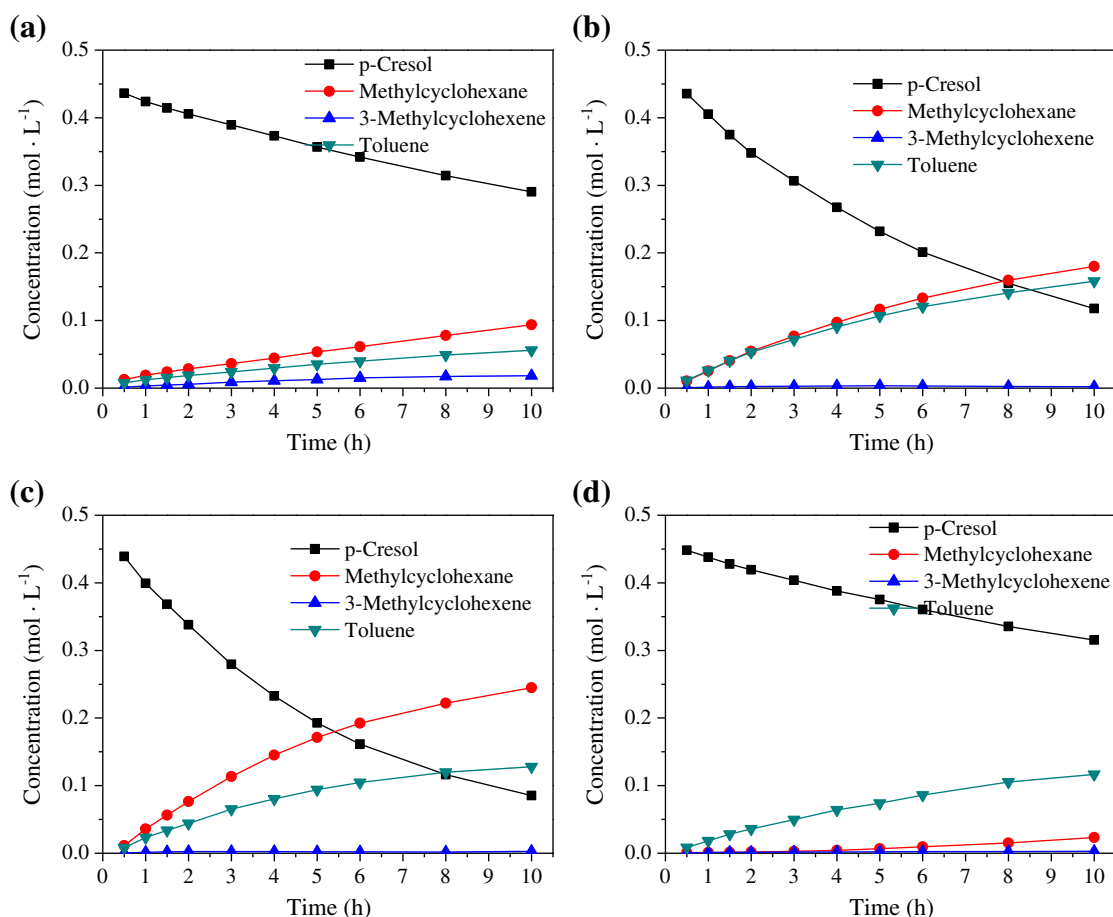 (a)
0.5
0.4
0.3
0.2
0.1
0.0
Concentration (mol · L⁻¹)
p-Cresol
Methylcyclohexane
3-Methylcyclohexene
Toluene
0 1 2 3 4 5 6 7 8 9 10
Time (h)
(b)
0.5
0.4
0.3
0.2
0.1
0.0
Concentration (mol · L⁻¹)
p-Cresol
Methylcyclohexane
3-Methylcyclohexene
Toluene
0 1 2 3 4 5 6 7 8 9 10
Time (h)
(c)
0.5
0.4
0.3
0.2
0.1
0.0
Concentration (mol · L⁻¹)
p-Cresol
Methylcyclohexane
3-Methylcyclohexene
Toluene
0 1 2 3 4 5 6 7 8 9 10
Time (h)
(d)
0.5
0.4
0.3
0.2
0.1
0.0
Concentration (mol · L⁻¹)
p-Cresol
Methylcyclohexane
3-Methylcyclohexene
Toluene
0 1 2 3 4 5 6 7 8 9 10
Time (h)